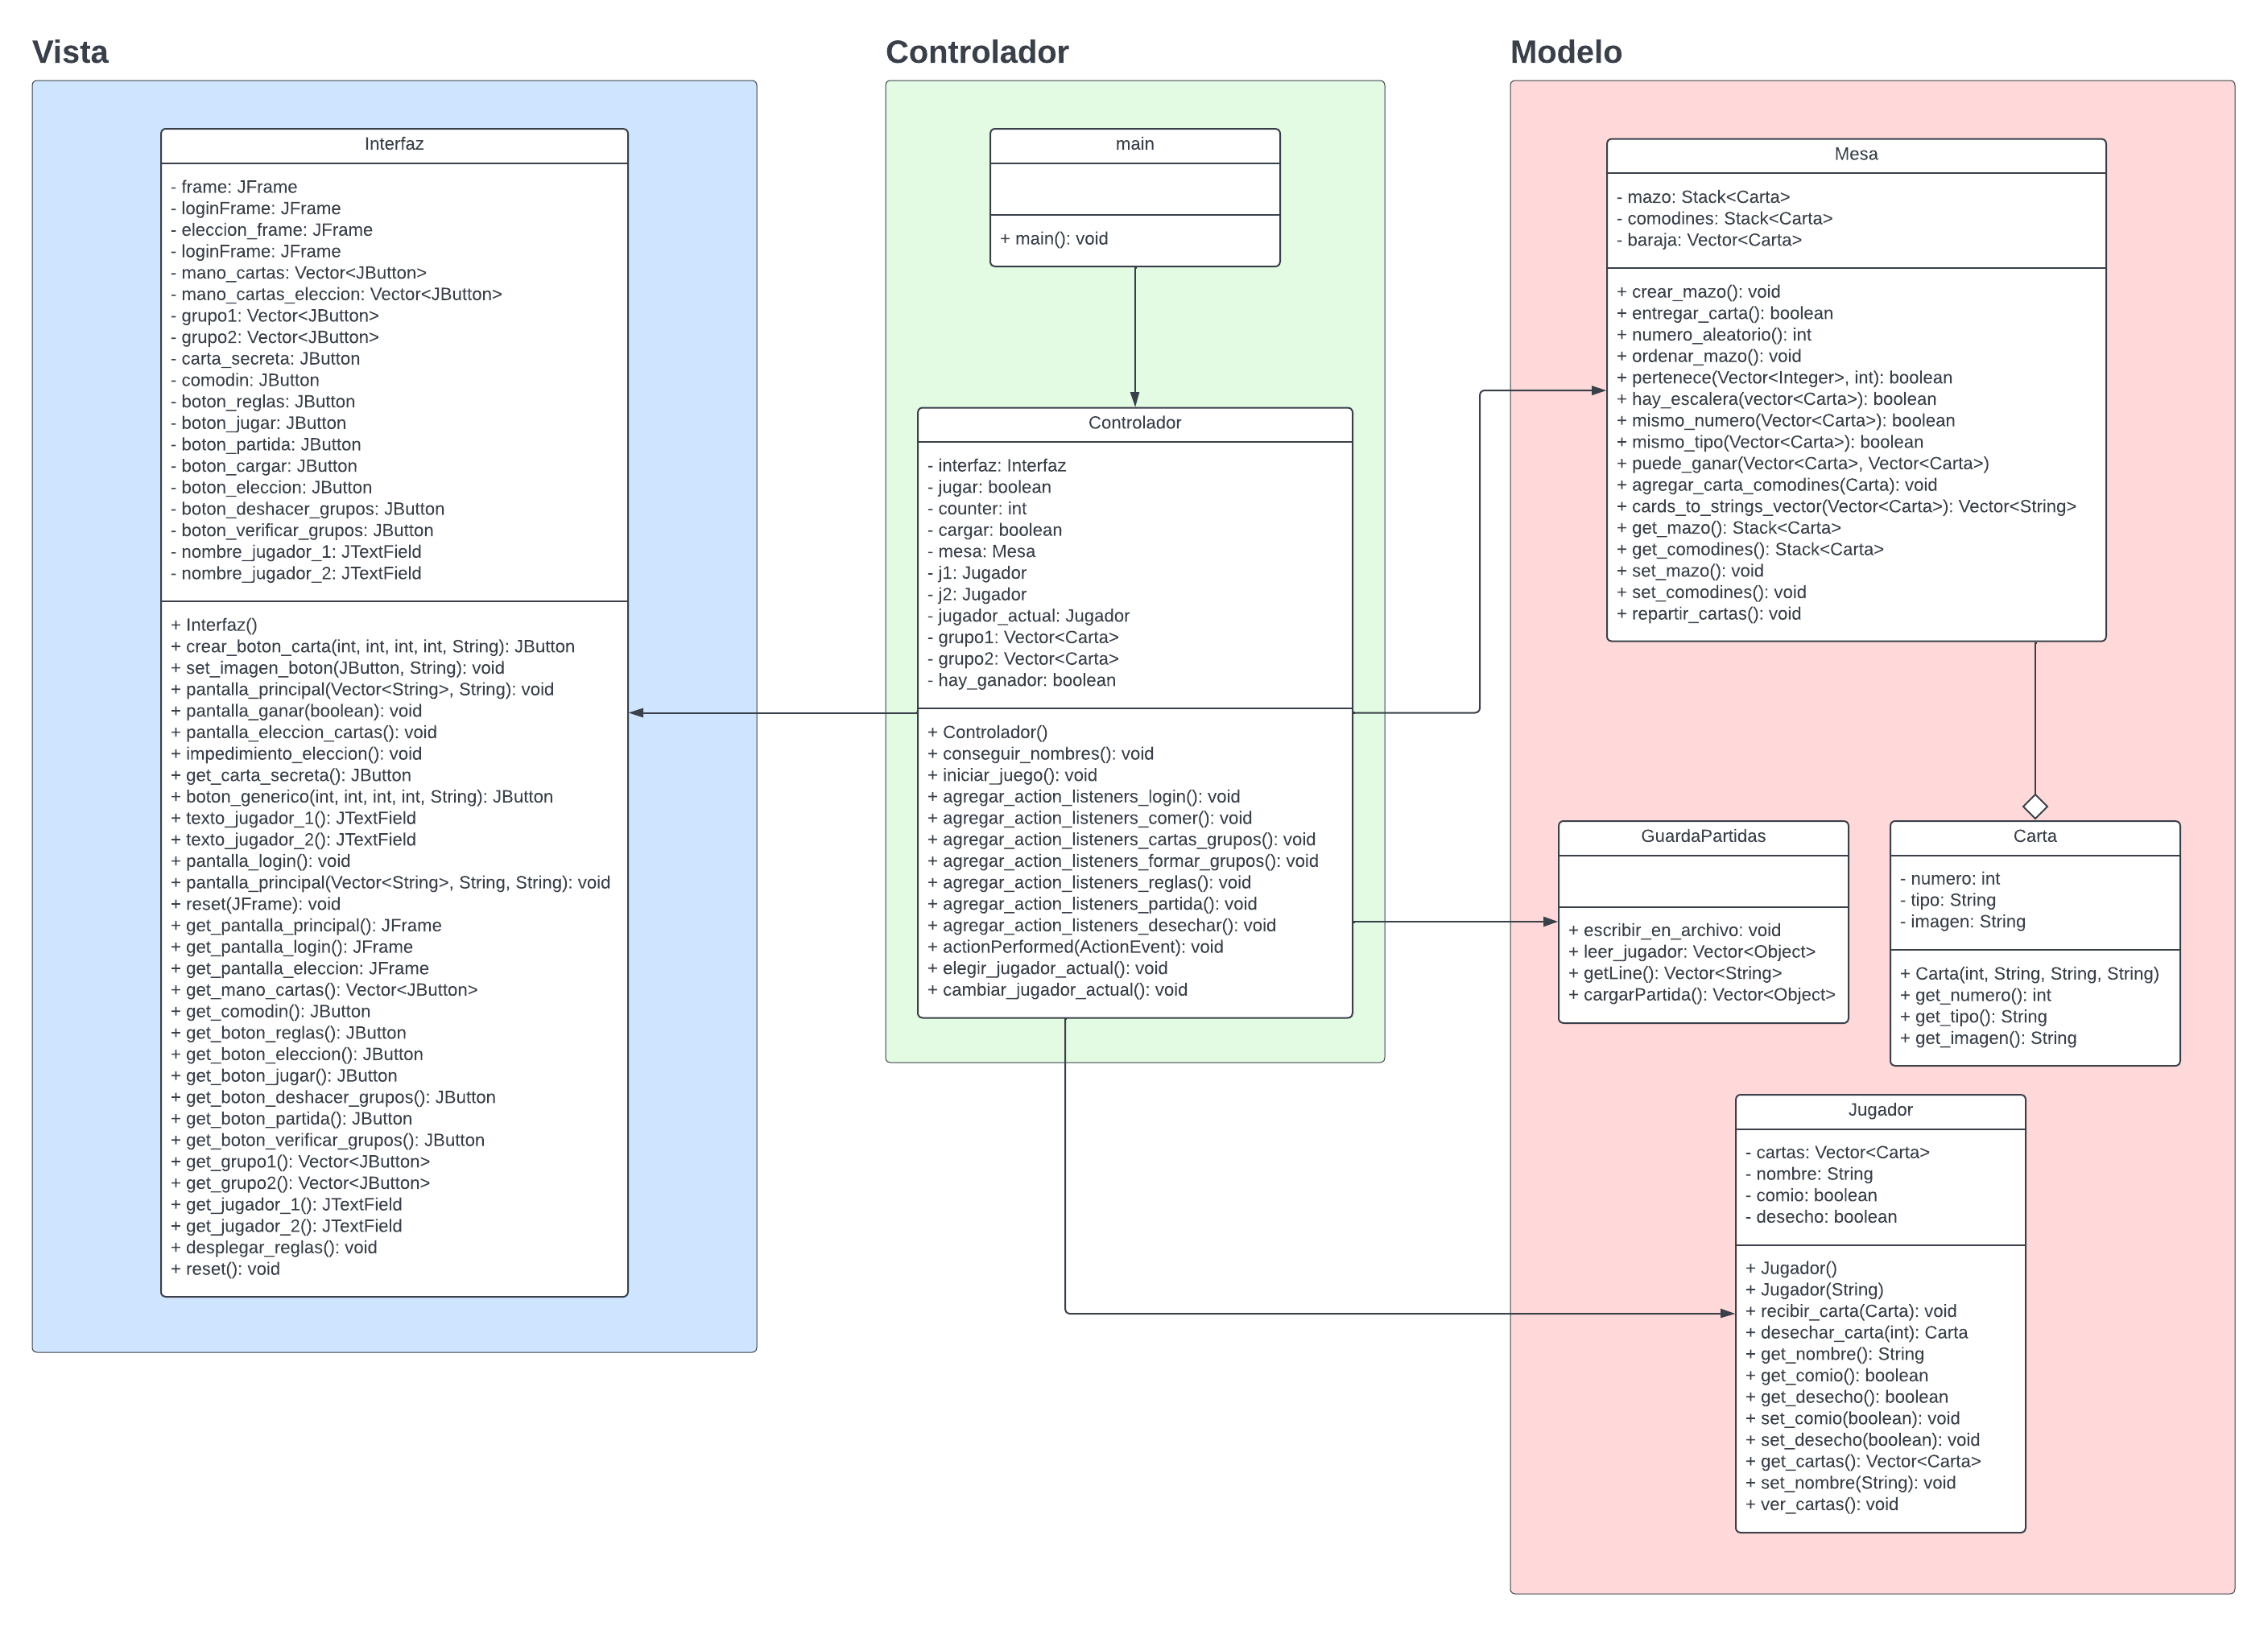 Vista
Interfaz
- frame: JFrame
- loginFrame: JFrame
- eleccion_frame: JFrame
- loginFrame: JFrame
- mano_cartas: Vector<JButton>
- mano_cartas_eleccion: Vector<JButton>
- grupo1: Vector<JButton>
- grupo2: Vector<JButton>
- carta_secreta: JButton
- comodin: JButton
- boton_reglas: JButton
- boton_jugar: JButton
- boton_partida: JButton
- boton_cargar: JButton
- boton_eleccion: JButton
- boton_deshacer_grupos: JButton
- boton_verificar_grupos: JButton
- nombre_jugador_1: JTextField
- nombre_jugador_2: JTextField
+ Interfaz()
+ crear_boton_carta(int, int, int, int, String): JButton
+ set_imagen_boton(JButton, String): void
+ pantalla_principal(Vector<String>, String): void
+ pantalla_ganar(boolean): void
+ pantalla_eleccion_cartas(): void
+ impedimiento_eleccion(): void
+ get_carta_secreta(): JButton
+ boton_generico(int, int, int, int, String): JButton
+ texto_jugador_1(): JTextField
+ texto_jugador_2(): JTextField
+ pantalla_login(): void
+ pantalla_principal(Vector<String>, String, String): void
+ reset(JFrame): void
+ get_pantalla_principal(): JFrame
+ get_pantalla_login(): JFrame
+ get_pantalla_eleccion: JFrame
+ get_mano_cartas(): Vector<JButton>
+ get_comodin(): JButton
+ get_boton_reglas(): JButton
+ get_boton_eleccion(): JButton
+ get_boton_jugar(): JButton
+ get_boton_deshacer_grupos(): JButton
+ get_boton_partida(): JButton
+ get_boton_verificar_grupos(): JButton
+ get_grupo1(): Vector<JButton>
+ get_grupo2(): Vector<JButton>
+ get_jugador_1(): JTextField
+ get_jugador_2(): JTextField
+ desplegar_reglas(): void
+ reset(): void
Controlador
main
+ main(): void
Controlador
- interfaz: Interfaz
- jugar: boolean
- counter: int
- cargar: boolean
- mesa: Mesa
- j1: Jugador
- j2: Jugador
- jugador_actual: Jugador
- grupo1: Vector<Carta>
- grupo2: Vector<Carta>
- hay_ganador: boolean
+ Controlador()
+ conseguir_nombres(): void
+ iniciar_juego(): void
+ agregar_action_listeners_login(): void
+ agregar_action_listeners_comer(): void
+ agregar_action_listeners_cartas_grupos(): void
+ agregar_action_listeners_formar_grupos(): void
+ agregar_action_listeners_reglas(): void
+ agregar_action_listeners_partida(): void
+ agregar_action_listeners_desechar(): void
+ actionPerformed(ActionEvent): void
+ elegir_jugador_actual(): void
+ cambiar_jugador_actual(): void
Modelo
Mesa
- mazo: Stack<Carta>
- comodines: Stack<Carta>
- baraja: Vector<Carta>
+ crear_mazo(): void
+ entregar_carta(): boolean
+ numero_aleatorio(): int
+ ordenar_mazo(): void
+ pertenece(Vector<Integer>, int): boolean
+ hay_escalera(vector<Carta>): boolean
+ mismo_numero(Vector<Carta>): boolean
+ mismo_tipo(Vector<Carta>): boolean
+ puede_ganar(Vector<Carta>, Vector<Carta>)
+ agregar_carta_comodines(Carta): void
+ cards_to_strings_vector(Vector<Carta>): Vector<String>
+ get_mazo(): Stack<Carta>
+ get_comodines(): Stack<Carta>
+ set_mazo(): void
+ set_comodines(): void
+ repartir_cartas(): void
GuardaPartidas
+ escribir_en_archivo: void
+ leer_jugador: Vector<Object>
+ getLine(): Vector<String>
+ cargarPartida(): Vector<Object>
Carta
- numero: int
- tipo: String
- imagen: String
+ Carta(int, String, String, String)
+ get_numero(): int
+ get_tipo(): String
+ get_imagen(): String
Jugador
- cartas: Vector<Carta>
- nombre: String
- comio: boolean
- desecho: boolean
+ Jugador()
+ Jugador(String)
+ recibir_carta(Carta): void
+ desechar_carta(int): Carta
+ get_nombre(): String
+ get_comio(): boolean
+ get_desecho(): boolean
+ set_comio(boolean): void
+ set_desecho(boolean): void
+ get_cartas(): Vector<Carta>
+ set_nombre(String): void
+ ver_cartas(): void